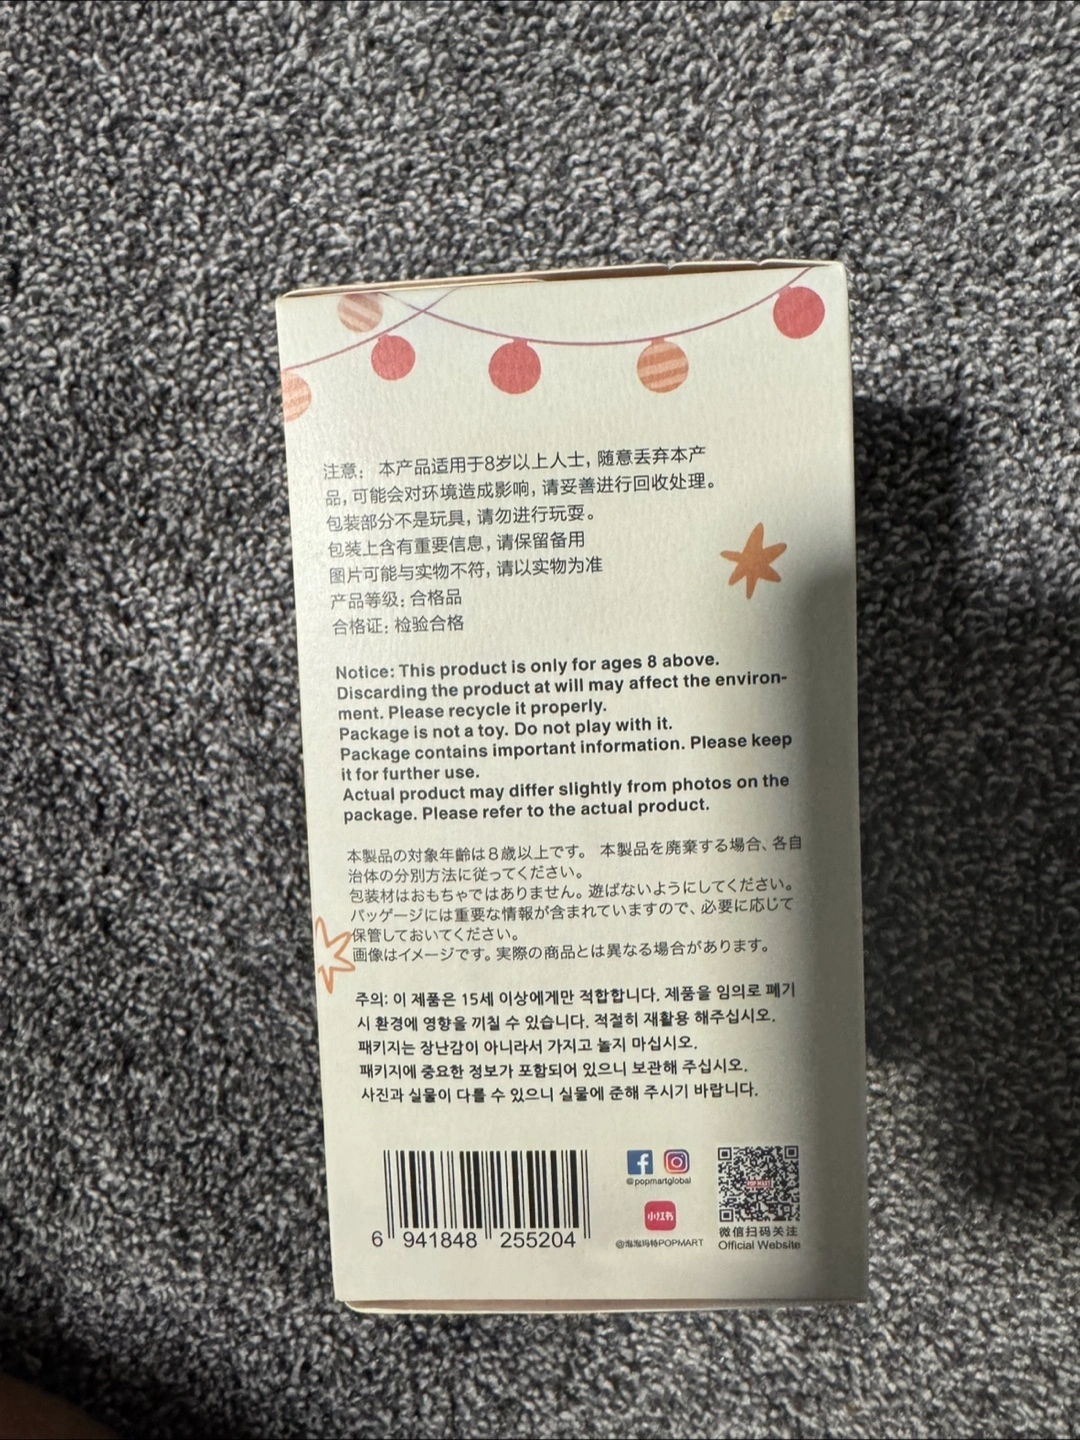 注意： 本产品适用于8岁以上人士，随意丢弃本产
品，可能会对环境造成影响，请妥善进行回收处理。
包装部分不是玩具，请勿进行玩耍。
包装上含有重要信息，请保留备用
图片可能与实物不符，请以实物为准
产品等级：合格品
合格证：检验合格
Notice: This product is only for ages 8 above.
Discarding the product at will may affect the environ-
ment. Please recycle it properly.
Package is not a toy. Do not play with it.
Package contains important information. Please keep
it for further use.
Actual product may differ slightly from photos on the
package. Please refer to the actual product.
本製品の対象年齢は８歳以上です。 本製品を廃棄する場合、各自
治体の分別方法に従ってください。
包装材はおもちゃではありません。遊ばないようにしてください。
パッゲージには重要な情報が含まれていますので、必要に応じて
保管しておいてください。
画像はイメージです。実際の商品とは異なる場合があります。
주의: 이 제품은 15세 이상에게만 적합합니다. 제품을 임의로 폐기
시 환경에 영향을 끼칠 수 있습니다. 적절히 재활용 해주십시오.
패키지는 장난감이 아니라서 가지고 놀지 마십시오.
패키지에 중요한 정보가 포함되어 있으니 보관해 주십시오.
사진과 실물이 다를 수 있으니 실물에 준해 주시기 바랍니다.
6 941848 255204
@popmartglobal
小红书
@泡泡玛特POPMART
POP MART
微信扫码关注
Official Website